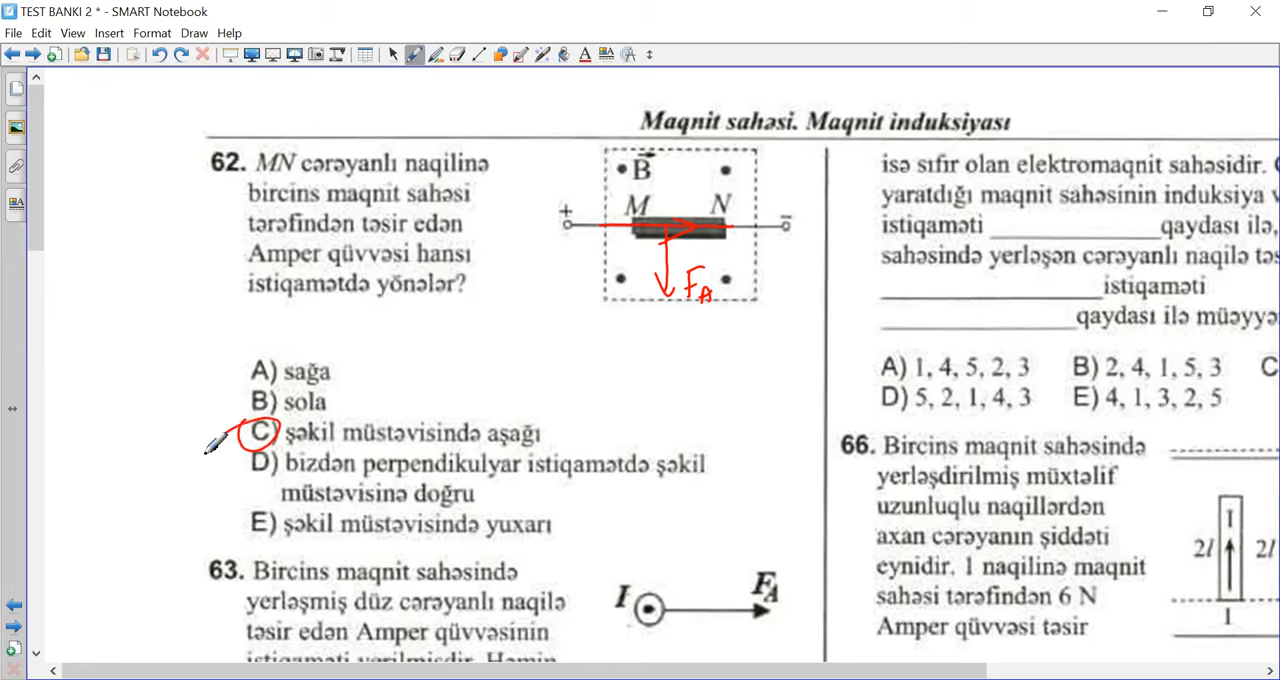 TEST BANKI 2 * - SMART Notebook
File Edit View Insert Format Draw Help
Maqnit sahəsi. Maqnit induksiyası
62. MN cərəyanlı naqilinə
bircins maqnit sahəsi
tərəfindən təsir edən
Amper qüvvəsi hansı
istiqamətdə yönələr?
B
+ M N -
F_A
A) sağa
B) sola
C) şəkil müstəvisində aşağı
D) bizdən perpendikulyar istiqamətdə şəkil
müstəvisinə doğru
E) şəkil müstəvisində yuxarı
63. Bircins maqnit sahəsində
yerləşmiş düz cərəyanlı naqilə
təsir edən Amper qüvvəsinin
istiqaməti verilmişdir. Həmin
I F_A
isə sıfır olan elektromaqnit sahəsidir.
yaratdığı maqnit sahəsinin induksiya v
istiqaməti ____________qaydası ilə,
sahəsində yerləşən cərəyanlı naqilə təs
________________istiqaməti
______________qaydası ilə müəyyə
A) 1, 4, 5, 2, 3 B) 2, 4, 1, 5, 3 C
D) 5, 2, 1, 4, 3 E) 4, 1, 3, 2, 5
66. Bircins maqnit sahəsində
yerləşdirilmiş müxtəlif
uzunluqlu naqillərdən
axan cərəyanın şiddəti
eynidir. 1 naqilinə maqnit
sahəsi tərəfindən 6 N
Amper qüvvəsi təsir
I
2l 2l
1